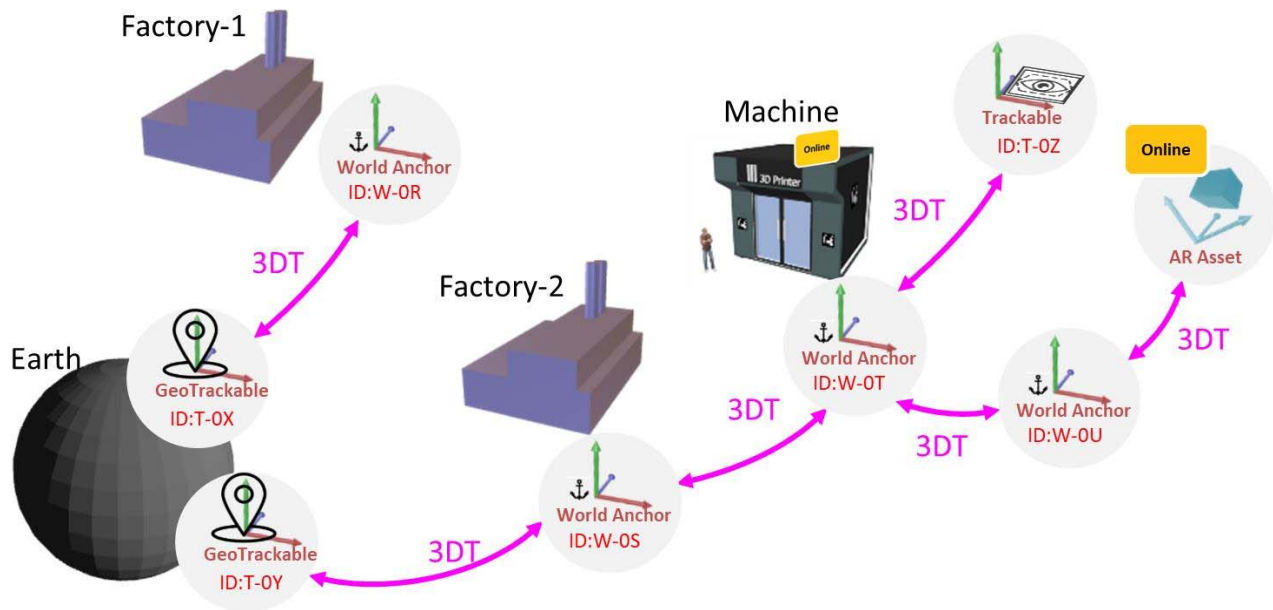 Factory-1
World Anchor
ID:W-0R
3DT
Earth
GeoTrackable
ID:T-0X
GeoTrackable
ID:T-0Y
3DT
Factory-2
World Anchor
ID:W-0S
3DT
Machine
Online
3D Printer
World Anchor
ID:W-0T
3DT
Trackable
ID:T-0Z
3DT
World Anchor
ID:W-0U
3DT
Online
AR Asset